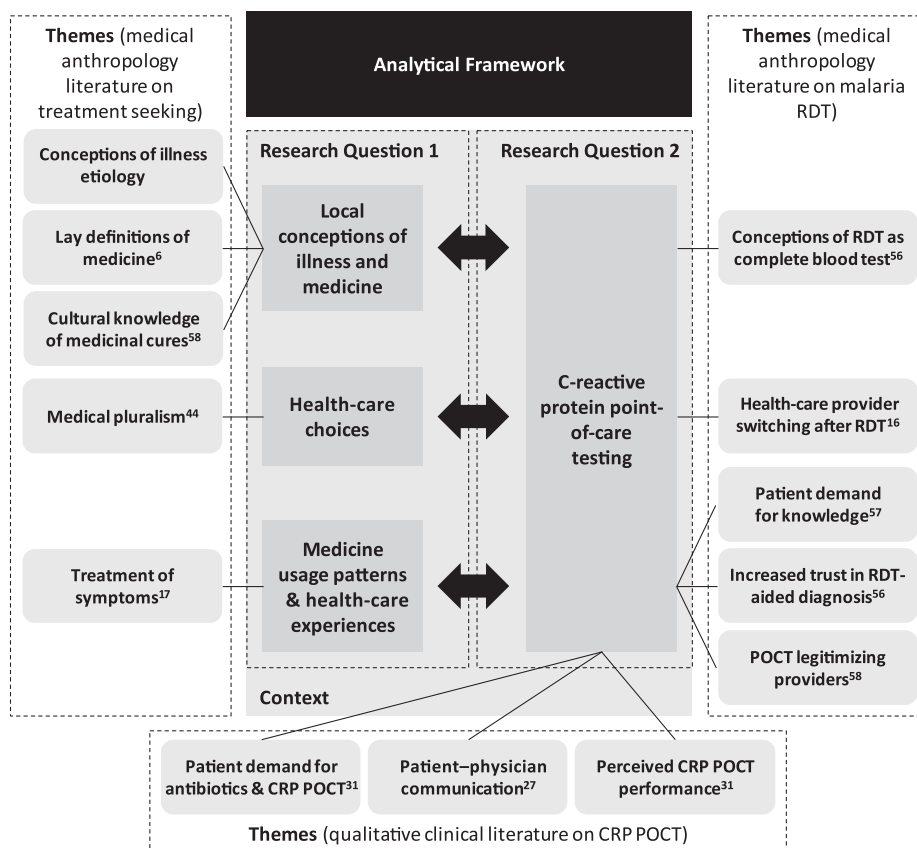 Themes (medical
anthropology
literature on
treatment seeking)
Conceptions of illness
etiology
Lay definitions of
medicine⁶
Cultural knowledge
of medicinal cures⁵⁸
Medical pluralism⁴⁴
Treatment of
symptoms¹⁷
Analytical Framework
Research Question 1
Local
conceptions of
illness and
medicine
Health-care
choices
Medicine
usage patterns
& health-care
experiences
Research Question 2
C-reactive
protein point-
of-care
testing
Context
Themes (medical
anthropology
literature on malaria
RDT)
Conceptions of RDT as
complete blood test⁵⁶
Health-care provider
switching after RDT¹⁶
Patient demand
for knowledge⁵⁷
Increased trust in RDT-
aided diagnosis⁵⁶
POCT legitimizing
providers⁵⁸
Patient demand for
antibiotics & CRP POCT³¹
Patient–physician
communication²⁷
Perceived CRP POCT
performance³¹
Themes (qualitative clinical literature on CRP POCT)